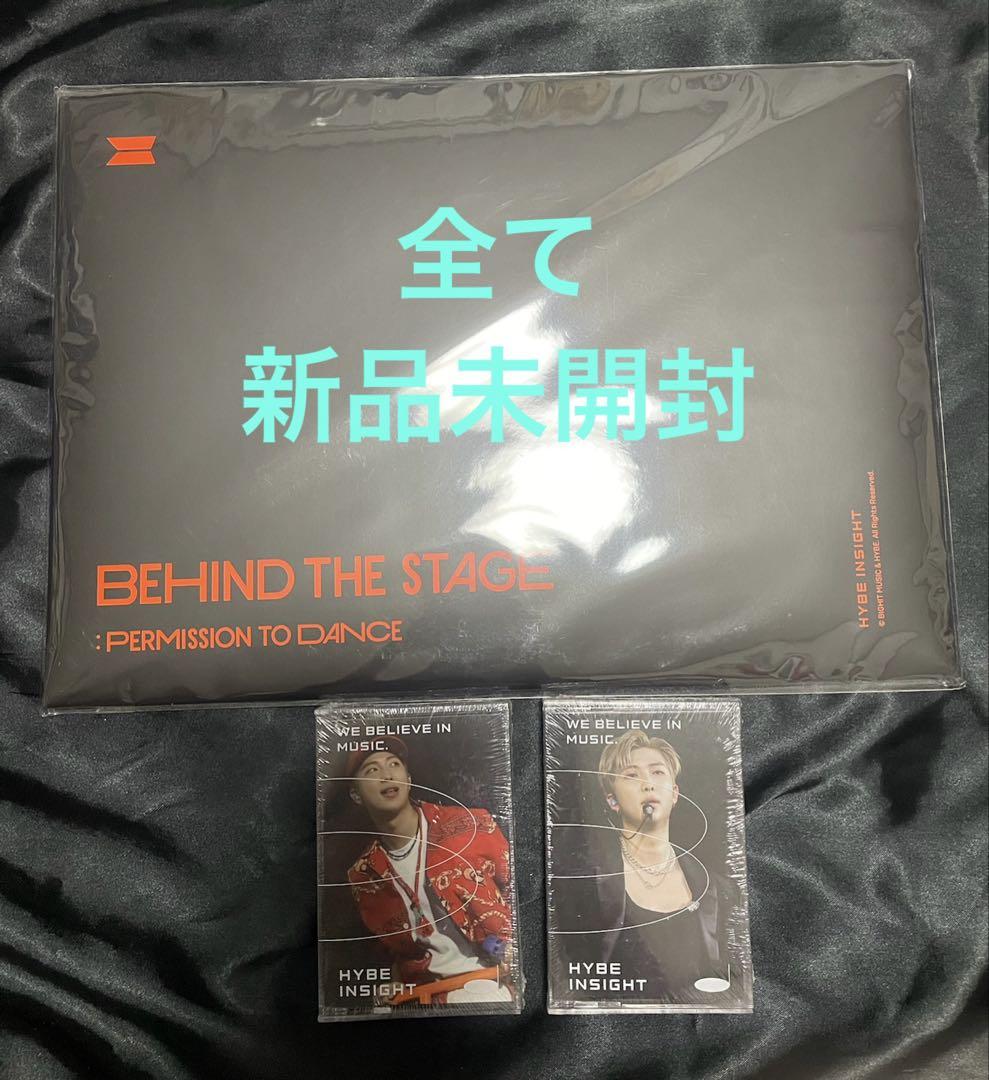 全て
新品未開封
BEHIND THE STAGE
: PERMISSION TO DANCE
HYBE INSIGHT
© BIGHIT MUSIC & HYBE. All Rights Reserved.
WE BELIEVE IN
MUSIC.
HYBE
INSIGHT
WE BELIEVE IN
MUSIC.
HYBE
INSIGHT